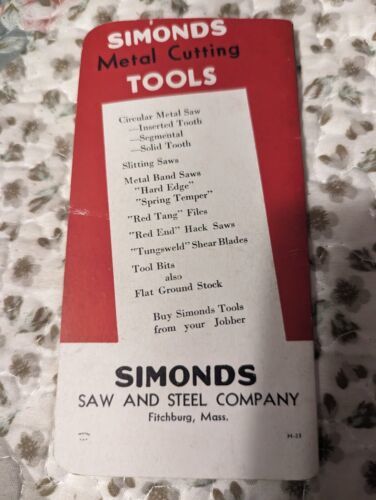 SIMONDS
Metal Cutting
TOOLS
Circular Metal Saw
—Inserted Tooth
—Segmental
—Solid Tooth
Slitting Saws
Metal Band Saws
"Hard Edge"
"Spring Temper"
"Red Tang" Files
"Red End" Hack Saws
"Tungsweld" Shear Blades
Tool Bits
also
Flat Ground Stock
Buy Simonds Tools
from your Jobber
SIMONDS
SAW AND STEEL COMPANY
Fitchburg, Mass.